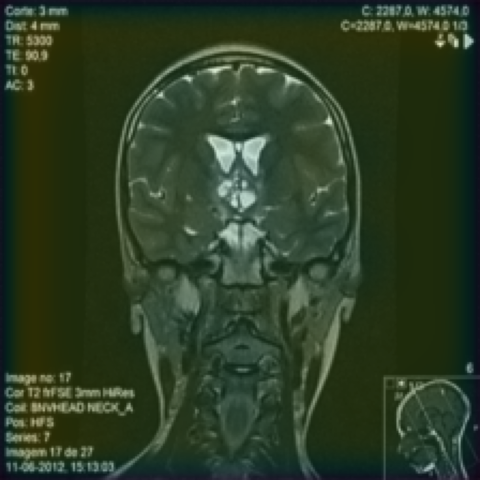 Corte: 3 mm
Dist: 4 mm
TR: 5300
TE: 90,9
TI: 0
AC: 3
C: 2287,0, W: 4574,0
C=2287,0, W=4574,0 1/3
6
Image no: 17
Cor T2 frFSE 3mm HiRes
Coil: 8NVHEAD NECK_A
Pos: HFS
Series: 7
Imagem 17 de 27
11-06-2012, 15:13:03